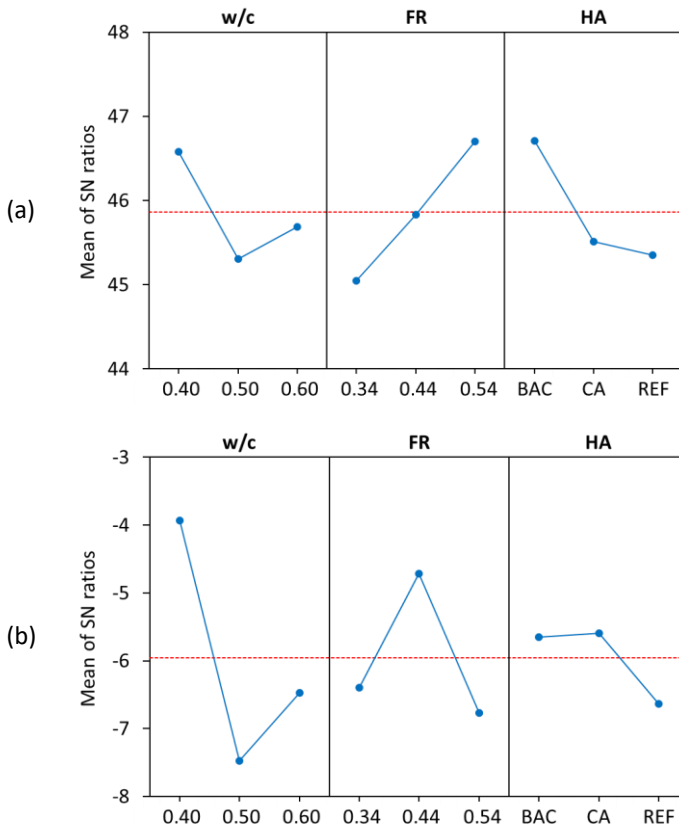 w/c FR HA
48
47
46
45
44
Mean of SN ratios
(a)
0.40 0.50 0.60 0.34 0.44 0.54 BAC CA REF
w/c FR HA
-3
-4
-5
-6
-7
-8
Mean of SN ratios
(b)
0.40 0.50 0.60 0.34 0.44 0.54 BAC CA REF